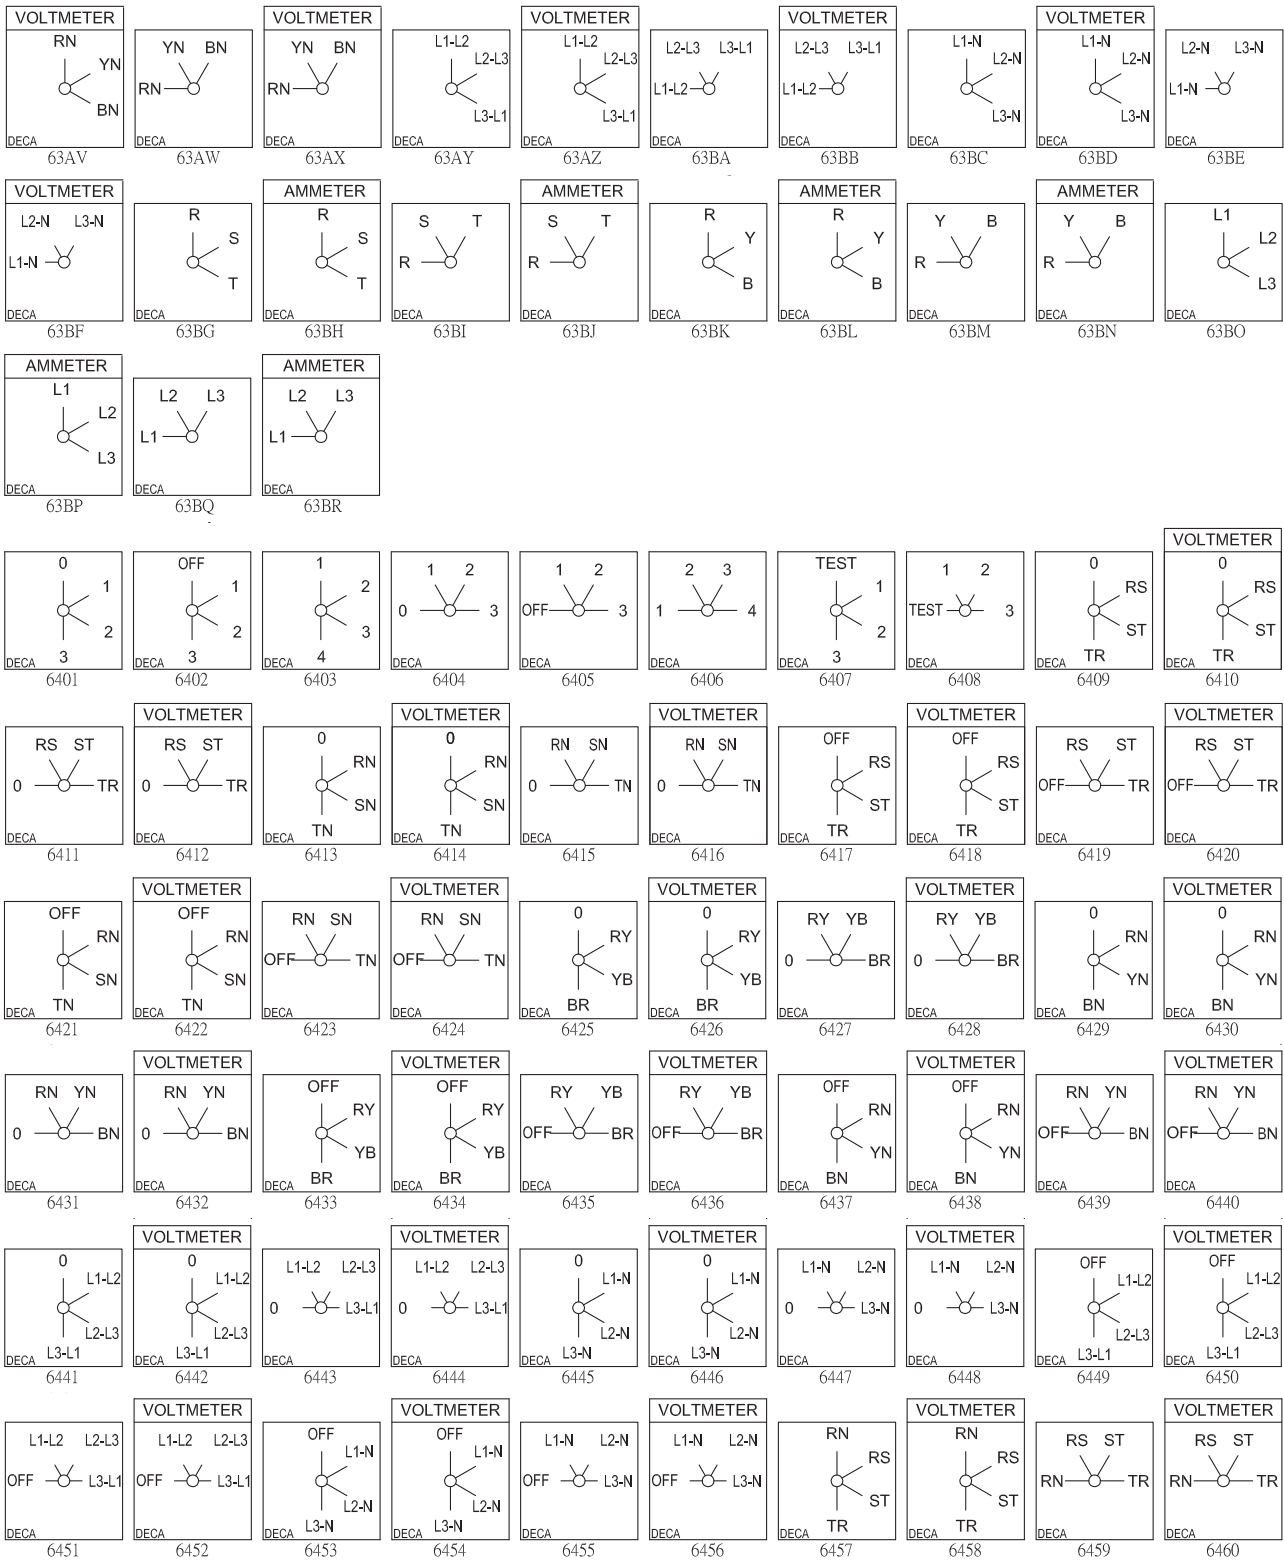 VOLTMETER
RN
YN
BN
DECA
63AV
YN BN
RN
DECA
63AW
VOLTMETER
YN BN
RN
DECA
63AX
L1-L2
L2-L3
L3-L1
DECA
63AY
VOLTMETER
L1-L2
L2-L3
L3-L1
DECA
63AZ
L2-L3 L3-L1
L1-L2
DECA
63BA
VOLTMETER
L2-L3 L3-L1
L1-L2
DECA
63BB
L1-N
L2-N
L3-N
DECA
63BC
VOLTMETER
L1-N
L2-N
L3-N
DECA
63BD
L2-N L3-N
L1-N
DECA
63BE
VOLTMETER
L2-N L3-N
L1-N
DECA
63BF
R
S
T
DECA
63BG
AMMETER
R
S
T
DECA
63BH
S T
R
DECA
63BI
AMMETER
S T
R
DECA
63BJ
R
Y
B
DECA
63BK
AMMETER
R
Y
B
DECA
63BL
Y B
R
DECA
63BM
AMMETER
Y B
R
DECA
63BN
L1
L2
L3
DECA
63BO
AMMETER
L1
L2
L3
DECA
63BP
L2 L3
L1
DECA
63BQ
AMMETER
L2 L3
L1
DECA
63BR
0
1
2
3
DECA
6401
OFF
1
2
3
DECA
6402
1
2
3
4
DECA
6403
1 2
0 3
DECA
6404
1 2
OFF 3
DECA
6405
2 3
1 4
DECA
6406
TEST
1
2
3
DECA
6407
1 2
TEST 3
DECA
6408
0
RS
ST
TR
DECA
6409
VOLTMETER
0
RS
ST
TR
DECA
6410
RS ST
0 TR
DECA
6411
VOLTMETER
RS ST
0 TR
DECA
6412
0
RN
SN
TN
DECA
6413
VOLTMETER
0
RN
SN
TN
DECA
6414
RN SN
0 TN
DECA
6415
VOLTMETER
RN SN
0 TN
DECA
6416
OFF
RS
ST
TR
DECA
6417
VOLTMETER
OFF
RS
ST
TR
DECA
6418
RS ST
OFF TR
DECA
6419
VOLTMETER
RS ST
OFF TR
DECA
6420
OFF
RN
SN
TN
DECA
6421
VOLTMETER
OFF
RN
SN
TN
DECA
6422
RN SN
OFF TN
DECA
6423
VOLTMETER
RN SN
OFF TN
DECA
6424
0
RY
YB
BR
DECA
6425
VOLTMETER
0
RY
YB
BR
DECA
6426
RY YB
0 BR
DECA
6427
VOLTMETER
RY YB
0 BR
DECA
6428
0
RN
YN
BN
DECA
6429
VOLTMETER
0
RN
YN
BN
DECA
6430
RN YN
0 BN
DECA
6431
VOLTMETER
RN YN
0 BN
DECA
6432
OFF
RY
YB
BR
DECA
6433
VOLTMETER
OFF
RY
YB
BR
DECA
6434
RY YB
OFF BR
DECA
6435
VOLTMETER
RY YB
OFF BR
DECA
6436
OFF
RN
YN
BN
DECA
6437
VOLTMETER
OFF
RN
YN
BN
DECA
6438
RN YN
OFF BN
DECA
6439
VOLTMETER
RN YN
OFF BN
DECA
6440
0
L1-L2
L2-L3
L3-L1
DECA
6441
VOLTMETER
0
L1-L2
L2-L3
L3-L1
DECA
6442
L1-L2 L2-L3
0 L3-L1
DECA
6443
VOLTMETER
L1-L2 L2-L3
0 L3-L1
DECA
6444
0
L1-N
L2-N
L3-N
DECA
6445
VOLTMETER
0
L1-N
L2-N
L3-N
DECA
6446
L1-N L2-N
0 L3-N
DECA
6447
VOLTMETER
L1-N L2-N
0 L3-N
DECA
6448
OFF
L1-L2
L2-L3
L3-L1
DECA
6449
VOLTMETER
OFF
L1-L2
L2-L3
L3-L1
DECA
6450
L1-L2 L2-L3
OFF L3-L1
DECA
6451
VOLTMETER
L1-L2 L2-L3
OFF L3-L1
DECA
6452
OFF
L1-N
L2-N
L3-N
DECA
6453
VOLTMETER
OFF
L1-N
L2-N
L3-N
DECA
6454
L1-N L2-N
OFF L3-N
DECA
6455
VOLTMETER
L1-N L2-N
OFF L3-N
DECA
6456
RN
RS
ST
TR
DECA
6457
VOLTMETER
RN
RS
ST
TR
DECA
6458
RS ST
RN TR
DECA
6459
VOLTMETER
RS ST
RN TR
DECA
6460